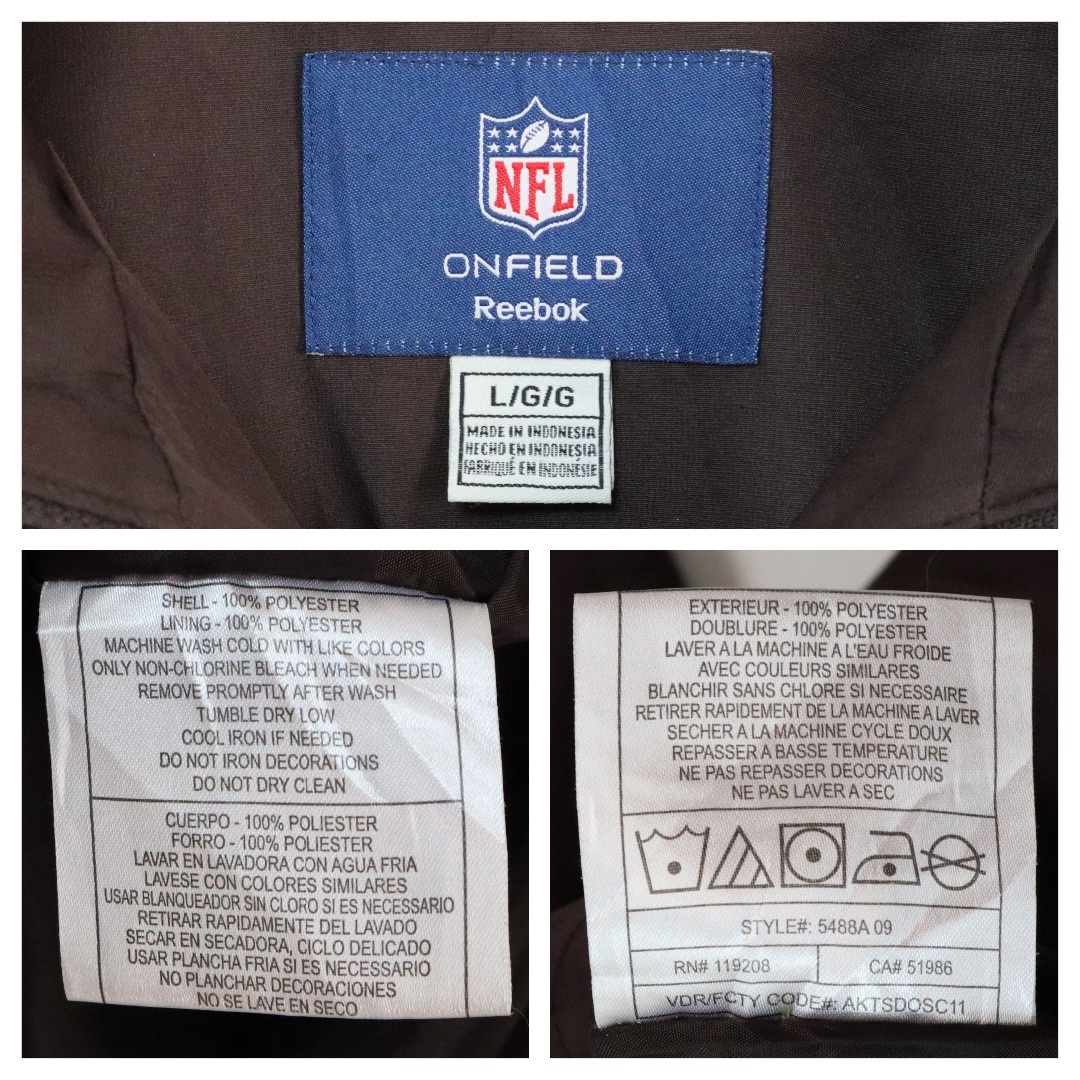 NFL
ONFIELD
Reebok
L/G/G
MADE IN INDONESIA
HECHO EN INDONESIA
FABRIQUÉ EN INDONÉSIE
SHELL - 100% POLYESTER
LINING - 100% POLYESTER
MACHINE WASH COLD WITH LIKE COLORS
ONLY NON-CHLORINE BLEACH WHEN NEEDED
REMOVE PROMPTLY AFTER WASH
TUMBLE DRY LOW
COOL IRON IF NEEDED
DO NOT IRON DECORATIONS
DO NOT DRY CLEAN
CUERPO - 100% POLIESTER
FORRO - 100% POLIESTER
LAVAR EN LAVADORA CON AGUA FRIA
LAVESE CON COLORES SIMILARES
USAR BLANQUEADOR SIN CLORO SI ES NECESSARIO
RETIRAR RAPIDAMENTE DEL LAVADO
SECAR EN SECADORA, CICLO DELICADO
USAR PLANCHA FRIA SI ES NECESSARIO
NO PLANCHAR DECORACIONES
NO SE LAVE EN SECO
EXTERIEUR - 100% POLYESTER
DOUBLURE - 100% POLYESTER
LAVER A LA MACHINE A L'EAU FROIDE
AVEC COULEURS SIMILARES
BLANCHIR SANS CHLORE SI NECESSAIRE
RETIRER RAPIDEMENT DE LA MACHINE A LAVER
SECHER A LA MACHINE CYCLE DOUX
REPASSER A BASSE TEMPERATURE
NE PAS REPASSER DECORATIONS
NE PAS LAVER A SEC
STYLE#: 5488A 09
RN# 119208 CA# 51986
VDR/FCTY CODE#: AKTSDOSC11